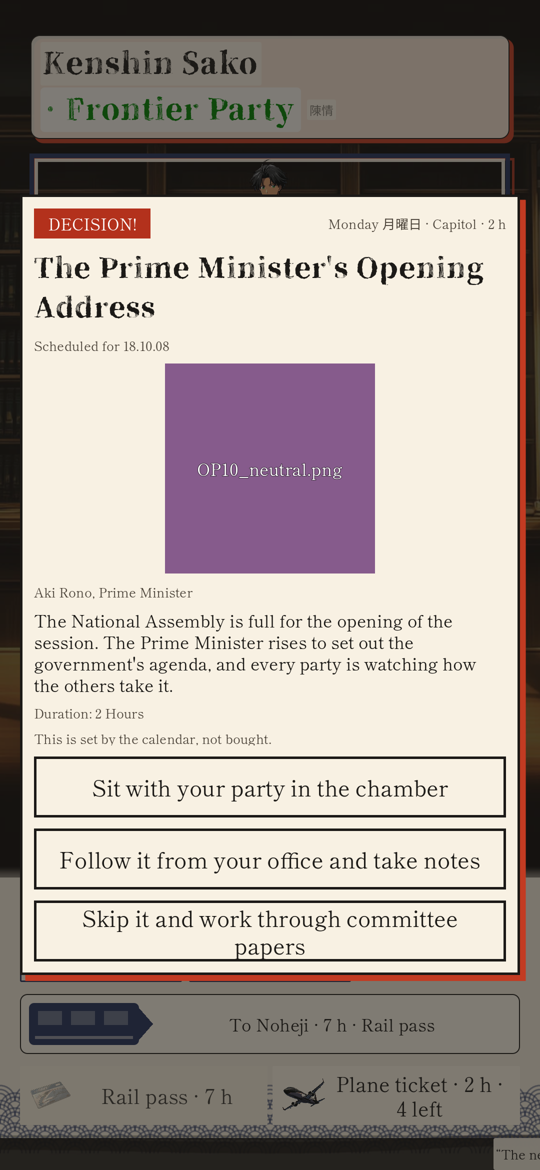 Kenshin Sako
· Frontier Party 陳情
DECISION!
Monday 月曜日 · Capitol · 2 h
The Prime Minister's Opening
Address
Scheduled for 18.10.08
OP10_neutral.png
Aki Rono, Prime Minister
The National Assembly is full for the opening of the
session. The Prime Minister rises to set out the
government's agenda, and every party is watching how
the others take it.
Duration: 2 Hours
This is set by the calendar, not bought.
Sit with your party in the chamber
Follow it from your office and take notes
Skip it and work through committee
papers
To Noheji · 7 h · Rail pass
Rail pass · 7 h
Plane ticket · 2 h ·
4 left
"The